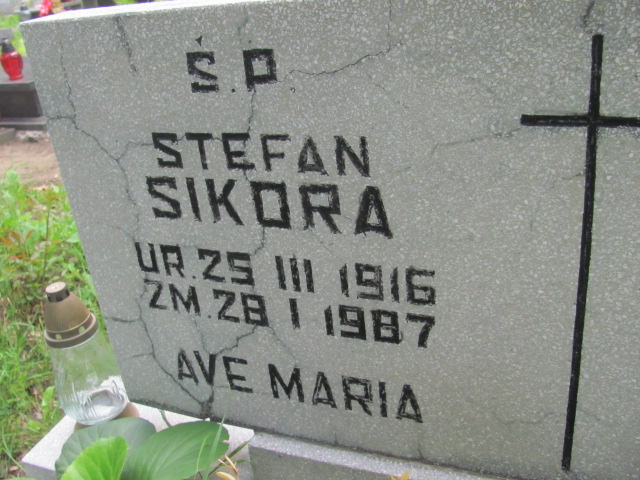 Ś.P.
STEFAN
SIKORA
UR.25 III 1916
ZM.28 I 1987
AVE MARIA